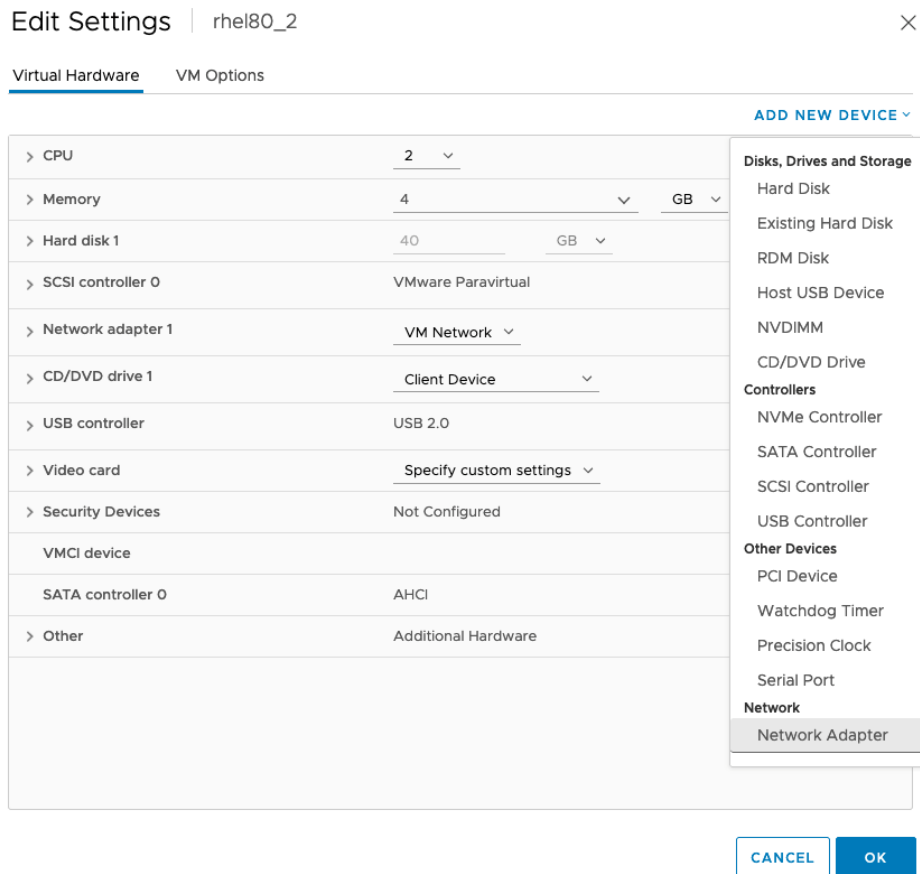 Edit Settings rhel80_2
Virtual Hardware VM Options
ADD NEW DEVICE
CPU 2
Memory 4 GB
Hard disk 1 40 GB
SCSI controller 0 VMware Paravirtual
Network adapter 1 VM Network
CD/DVD drive 1 Client Device
USB controller USB 2.0
Video card Specify custom settings
Security Devices Not Configured
VMCI device
SATA controller 0 AHCI
Other Additional Hardware
Disks, Drives and Storage
Hard Disk
Existing Hard Disk
RDM Disk
Host USB Device
NVDIMM
CD/DVD Drive
Controllers
NVMe Controller
SATA Controller
SCSI Controller
USB Controller
Other Devices
PCI Device
Watchdog Timer
Precision Clock
Serial Port
Network
Network Adapter
CANCEL OK